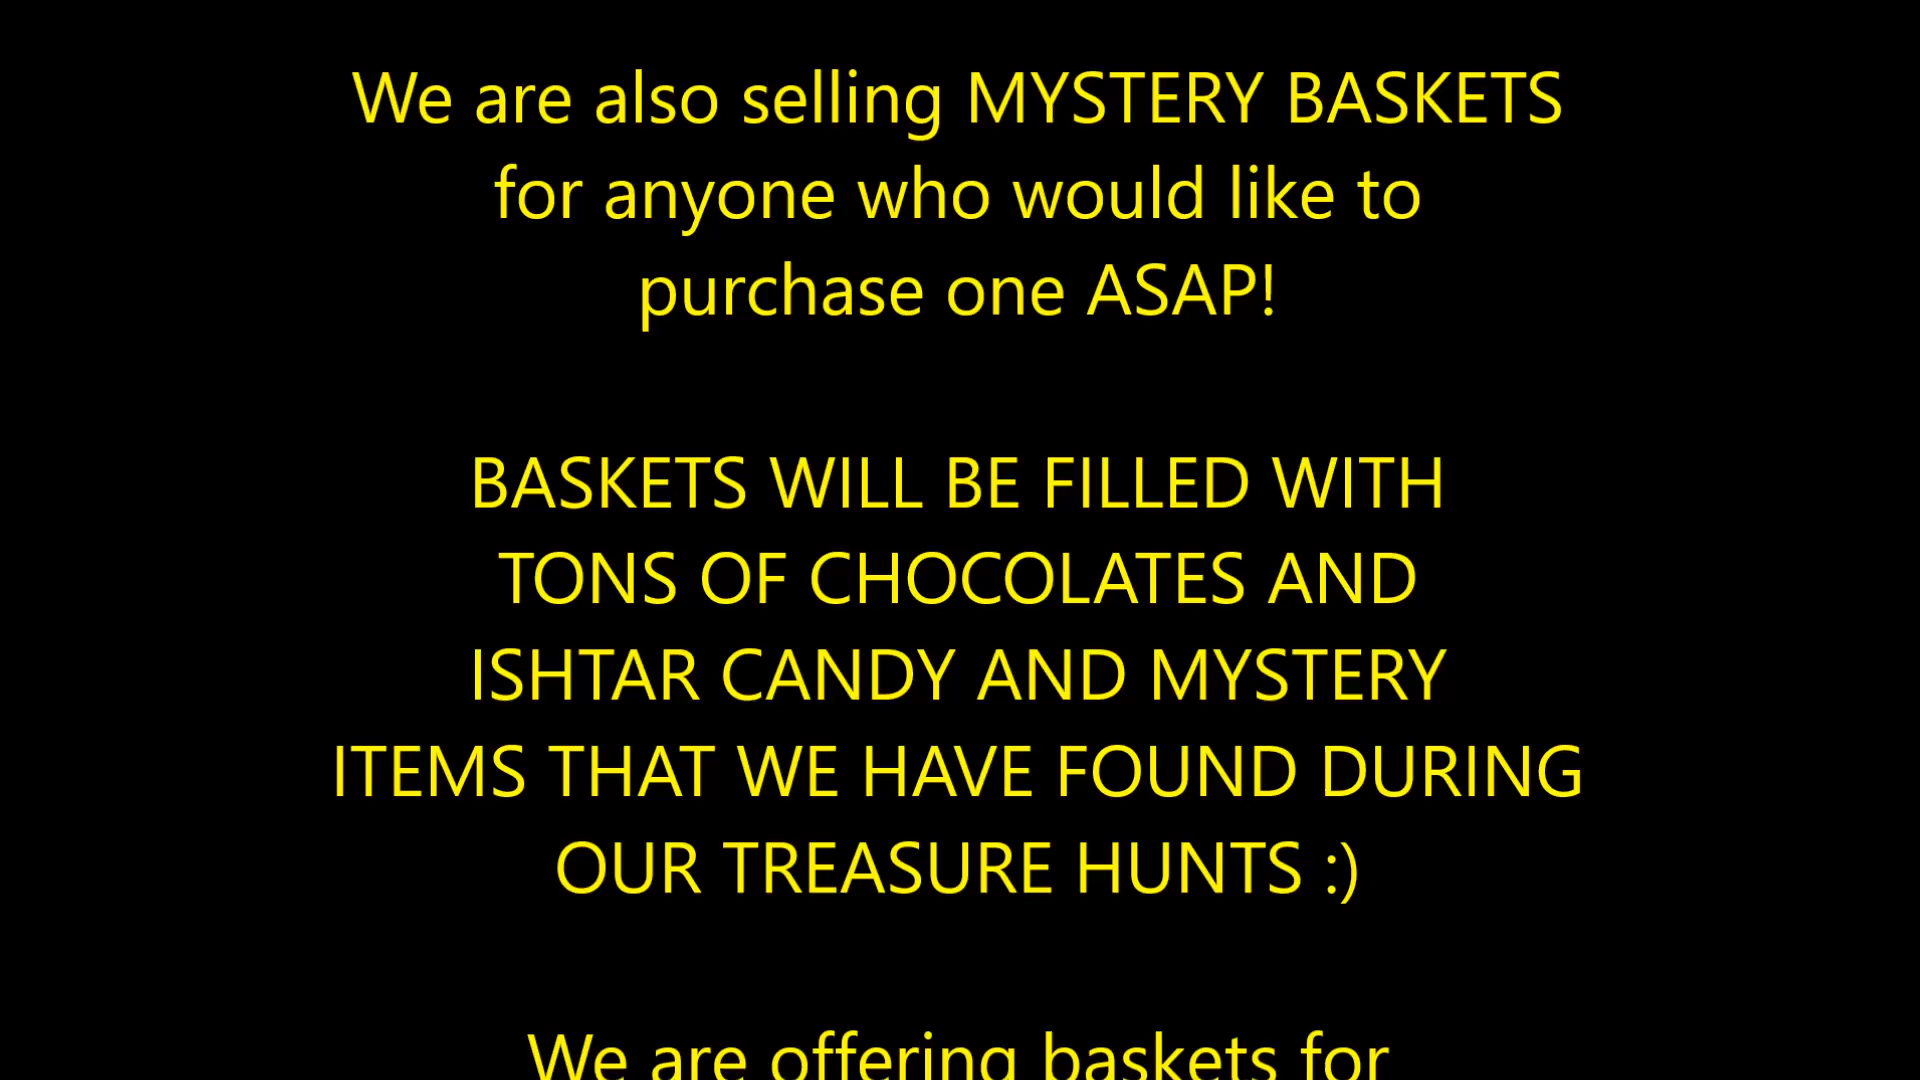 We are also selling MYSTERY BASKETS
for anyone who would like to
purchase one ASAP!
BASKETS WILL BE FILLED WITH
TONS OF CHOCOLATES AND
ISHTAR CANDY AND MYSTERY
ITEMS THAT WE HAVE FOUND DURING
OUR TREASURE HUNTS :)
We are offering baskets for